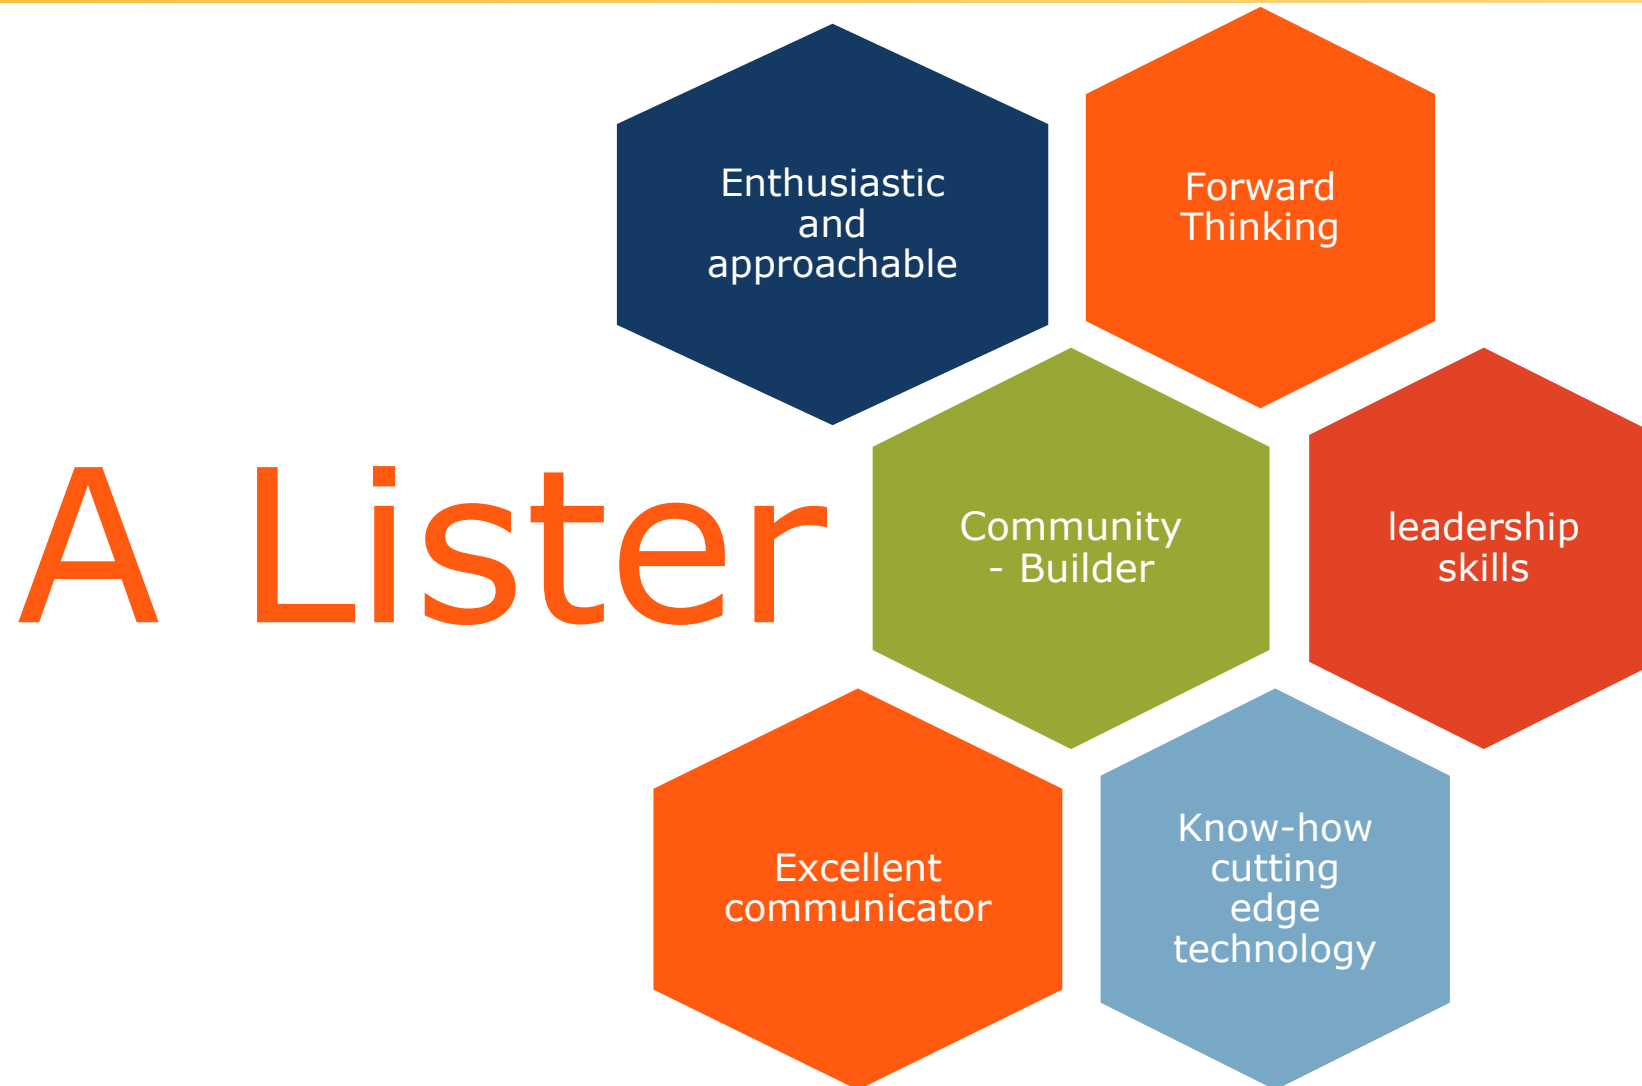 Enthusiastic
and
approachable
Forward
Thinking
A Lister
Community
- Builder
leadership
skills
Excellent
communicator
Know-how
cutting
edge
technology